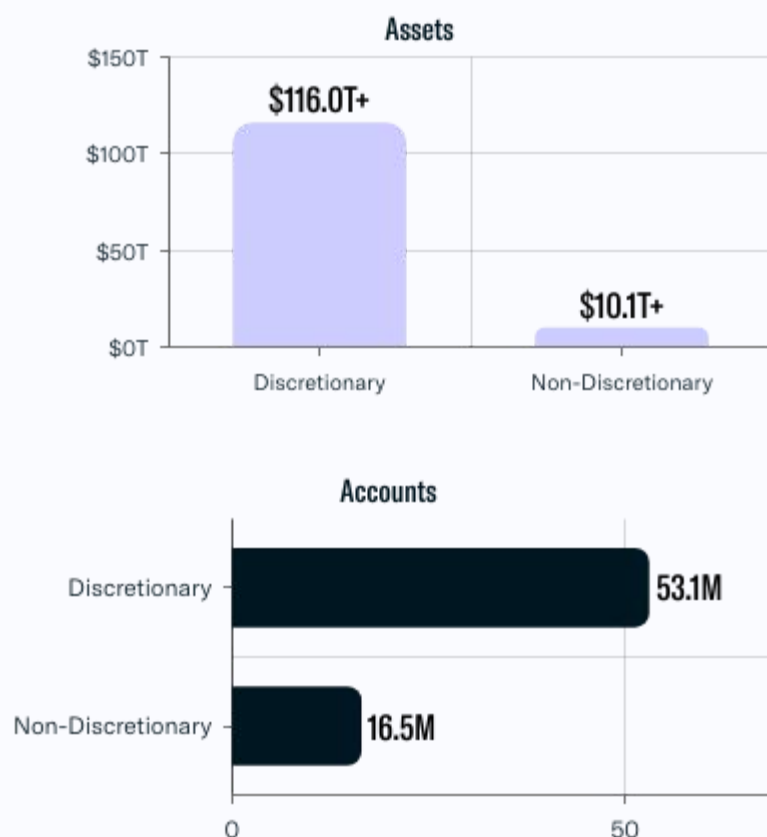 Assets
$150T
$116.0T+
$100T
$50T
$10.1T+
$0T
Discretionary Non-Discretionary
Accounts
Discretionary 53.1M
Non-Discretionary 16.5M
0 50